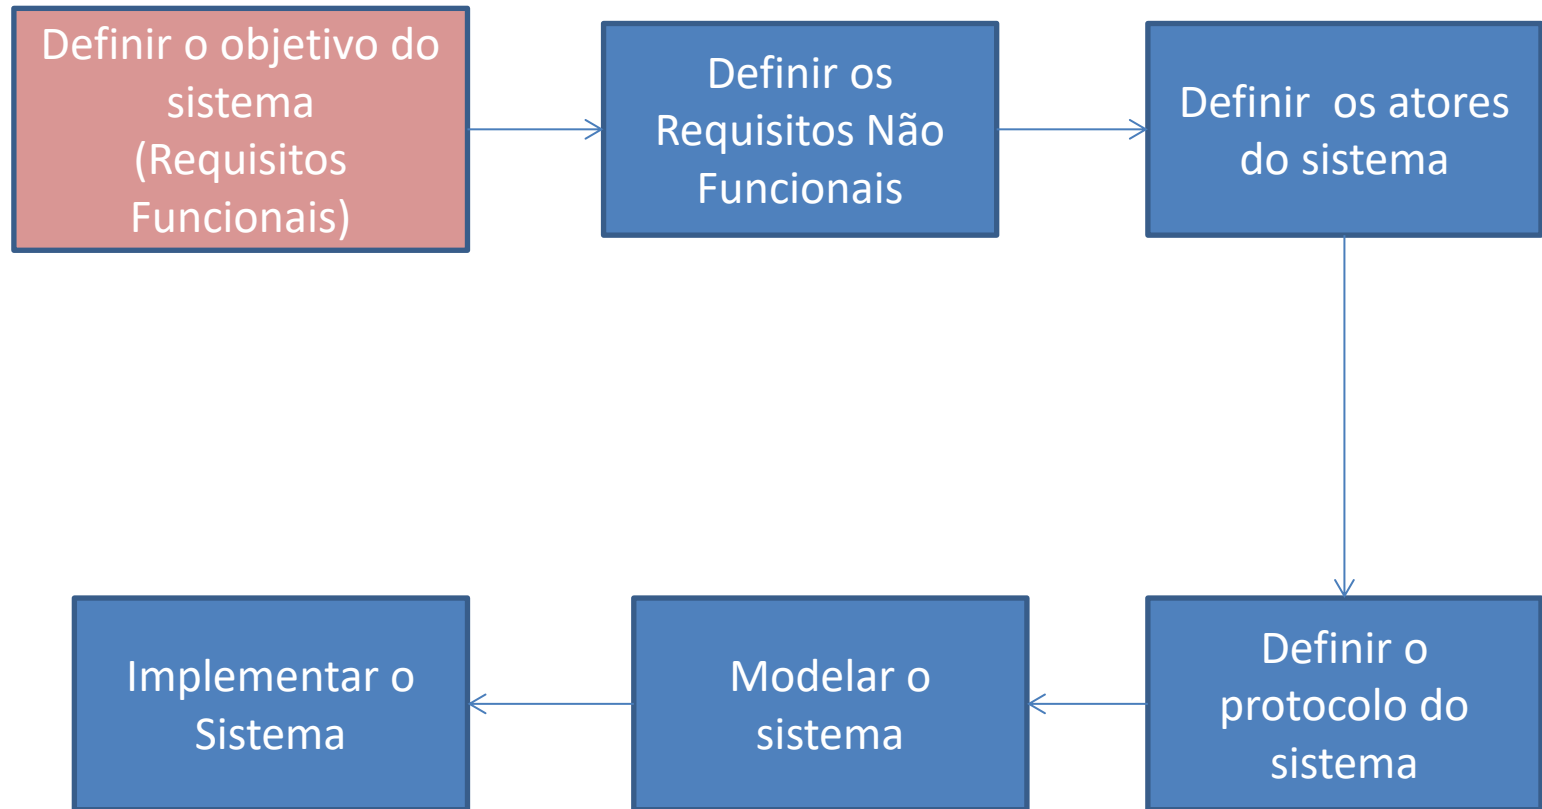 Definir o objetivo do
sistema
(Requisitos
Funcionais)
Definir os
Requisitos Não
Funcionais
Definir  os atores
do sistema
Definir o
protocolo do
sistema
Modelar o
sistema
Implementar o
Sistema